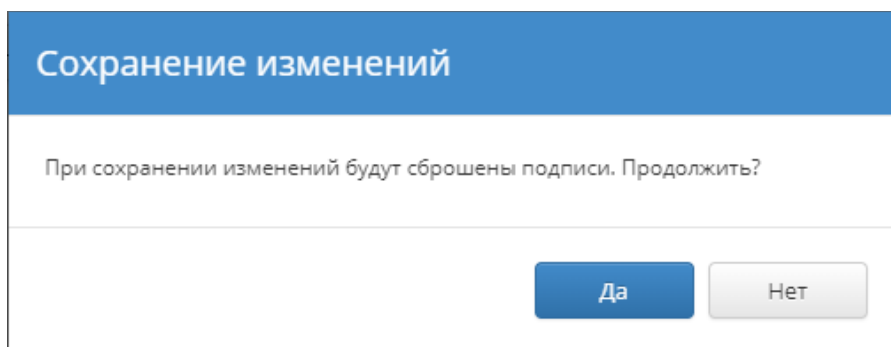 Сохранение изменений
При сохранении изменений будут сброшены подписи. Продолжить?
Да Нет